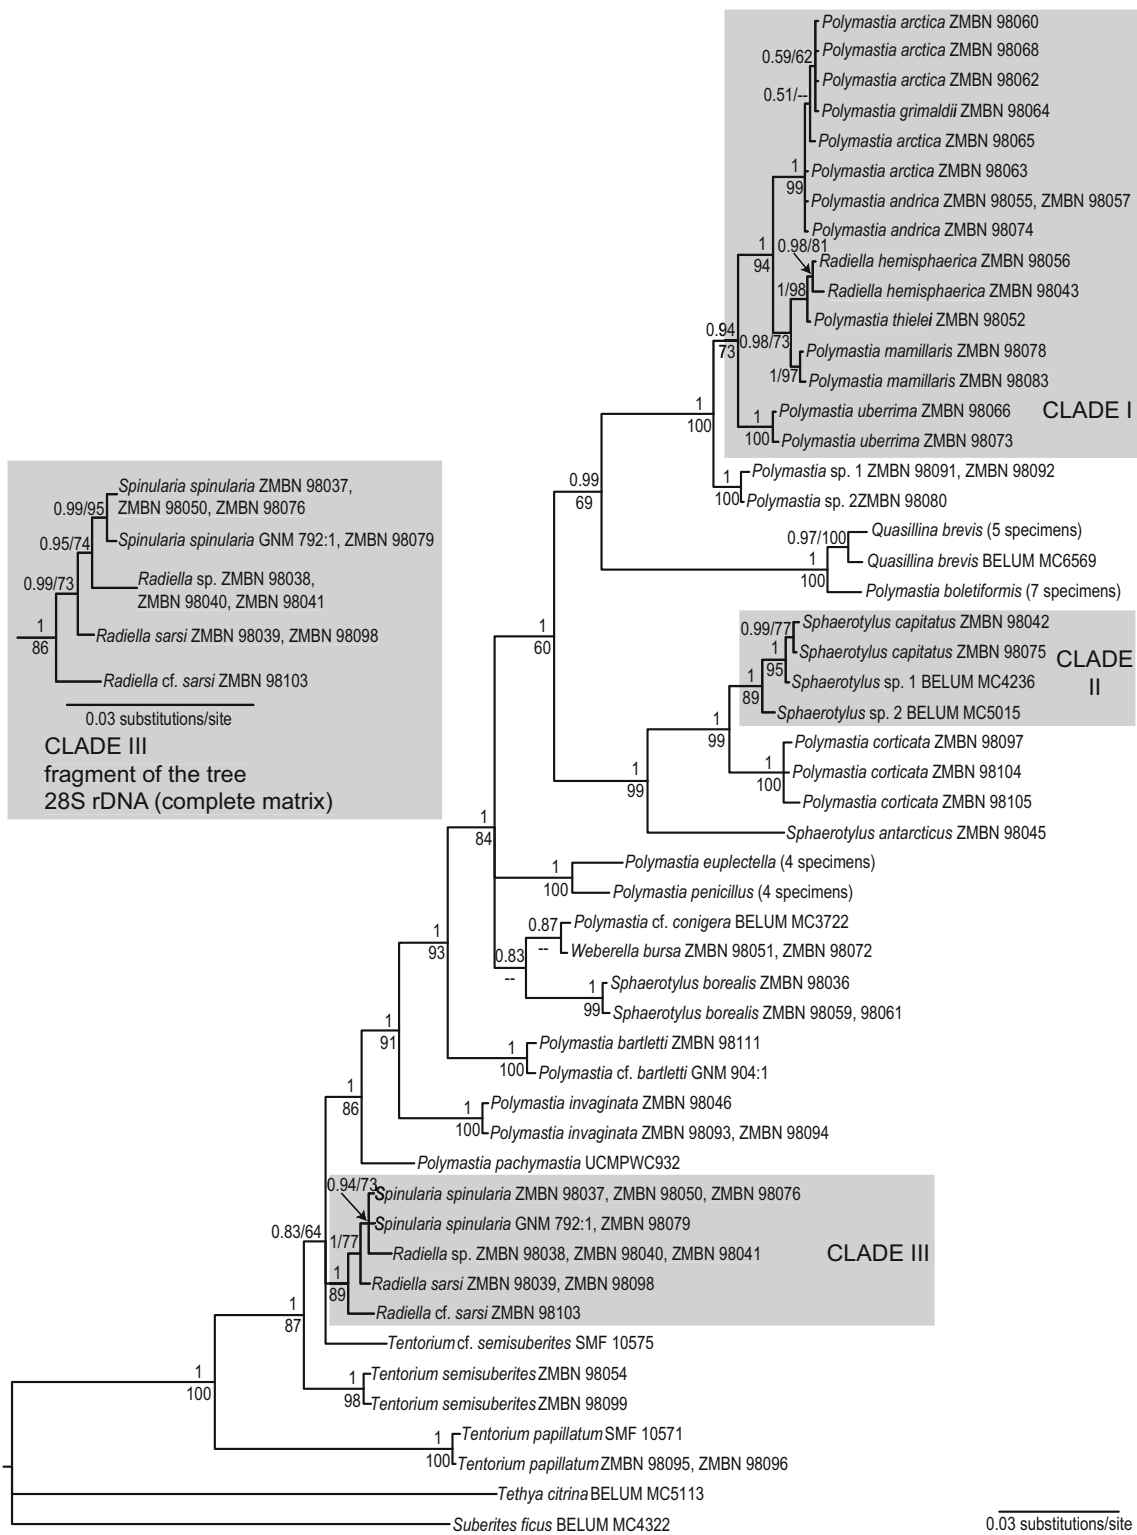 Polymastia arctica ZMBN 98060
Polymastia arctica ZMBN 98068
0.59/62
Polymastia arctica ZMBN 98062
0.51/--
Polymastia grimaldii ZMBN 98064
Polymastia arctica ZMBN 98065
1
99
Polymastia arctica ZMBN 98063
Polymastia andrica ZMBN 98055, ZMBN 98057
Polymastia andrica ZMBN 98074
1
94
0.98/81
Radiella hemisphaerica ZMBN 98056
1/98
Radiella hemisphaerica ZMBN 98043
Polymastia thielei ZMBN 98052
0.94
73
0.98/73
Polymastia mamillaris ZMBN 98078
1/97
Polymastia mamillaris ZMBN 98083
1
100
Polymastia uberrima ZMBN 98066
CLADE I
1
100
Polymastia uberrima ZMBN 98073
Polymastia sp. 1 ZMBN 98091, ZMBN 98092
1
100
Polymastia sp. 2ZMBN 98080
0.99
69
Quasillina brevis (5 specimens)
0.97/100
Quasillina brevis BELUM MC6569
1
100
Polymastia boletiformis (7 specimens)
Spinularia spinularia ZMBN 98037,
ZMBN 98050, ZMBN 98076
0.99/95
Spinularia spinularia GNM 792:1, ZMBN 98079
0.95/74
Radiella sp. ZMBN 98038,
ZMBN 98040, ZMBN 98041
0.99/73
Radiella sarsi ZMBN 98039, ZMBN 98098
1
86
Radiella cf. sarsi ZMBN 98103
0.03 substitutions/site
CLADE III
fragment of the tree
28S rDNA (complete matrix)
Sphaerotylus capitatus ZMBN 98042
0.99/77
Sphaerotylus capitatus ZMBN 98075
CLADE
II
1
95
Sphaerotylus sp. 1 BELUM MC4236
1
89
Sphaerotylus sp. 2 BELUM MC5015
1
60
1
99
Polymastia corticata ZMBN 98097
1
100
Polymastia corticata ZMBN 98104
Polymastia corticata ZMBN 98105
1
99
Sphaerotylus antarcticus ZMBN 98045
1
84
Polymastia euplectella (4 specimens)
1
100
Polymastia penicillus (4 specimens)
Polymastia cf. conigera BELUM MC3722
0.87
--
Weberella bursa ZMBN 98051, ZMBN 98072
0.83
--
Sphaerotylus borealis ZMBN 98036
1
99
Sphaerotylus borealis ZMBN 98059, 98061
1
93
Polymastia bartletti ZMBN 98111
1
100
Polymastia cf. bartletti GNM 904:1
1
91
Polymastia invaginata ZMBN 98046
1
100
Polymastia invaginata ZMBN 98093, ZMBN 98094
1
86
Polymastia pachymastia UCMPWC932
0.94/73
Spinularia spinularia ZMBN 98037, ZMBN 98050, ZMBN 98076
Spinularia spinularia GNM 792:1, ZMBN 98079
0.83/64
1/77
Radiella sp. ZMBN 98038, ZMBN 98040, ZMBN 98041
CLADE III
1
89
Radiella sarsi ZMBN 98039, ZMBN 98098
Radiella cf. sarsi ZMBN 98103
1
87
Tentorium cf. semisuberites SMF 10575
Tentorium semisuberites ZMBN 98054
1
98
Tentorium semisuberites ZMBN 98099
1
100
Tentorium papillatum SMF 10571
1
100
Tentorium papillatum ZMBN 98095, ZMBN 98096
Tethya citrina BELUM MC5113
Suberites ficus BELUM MC4322
0.03 substitutions/site